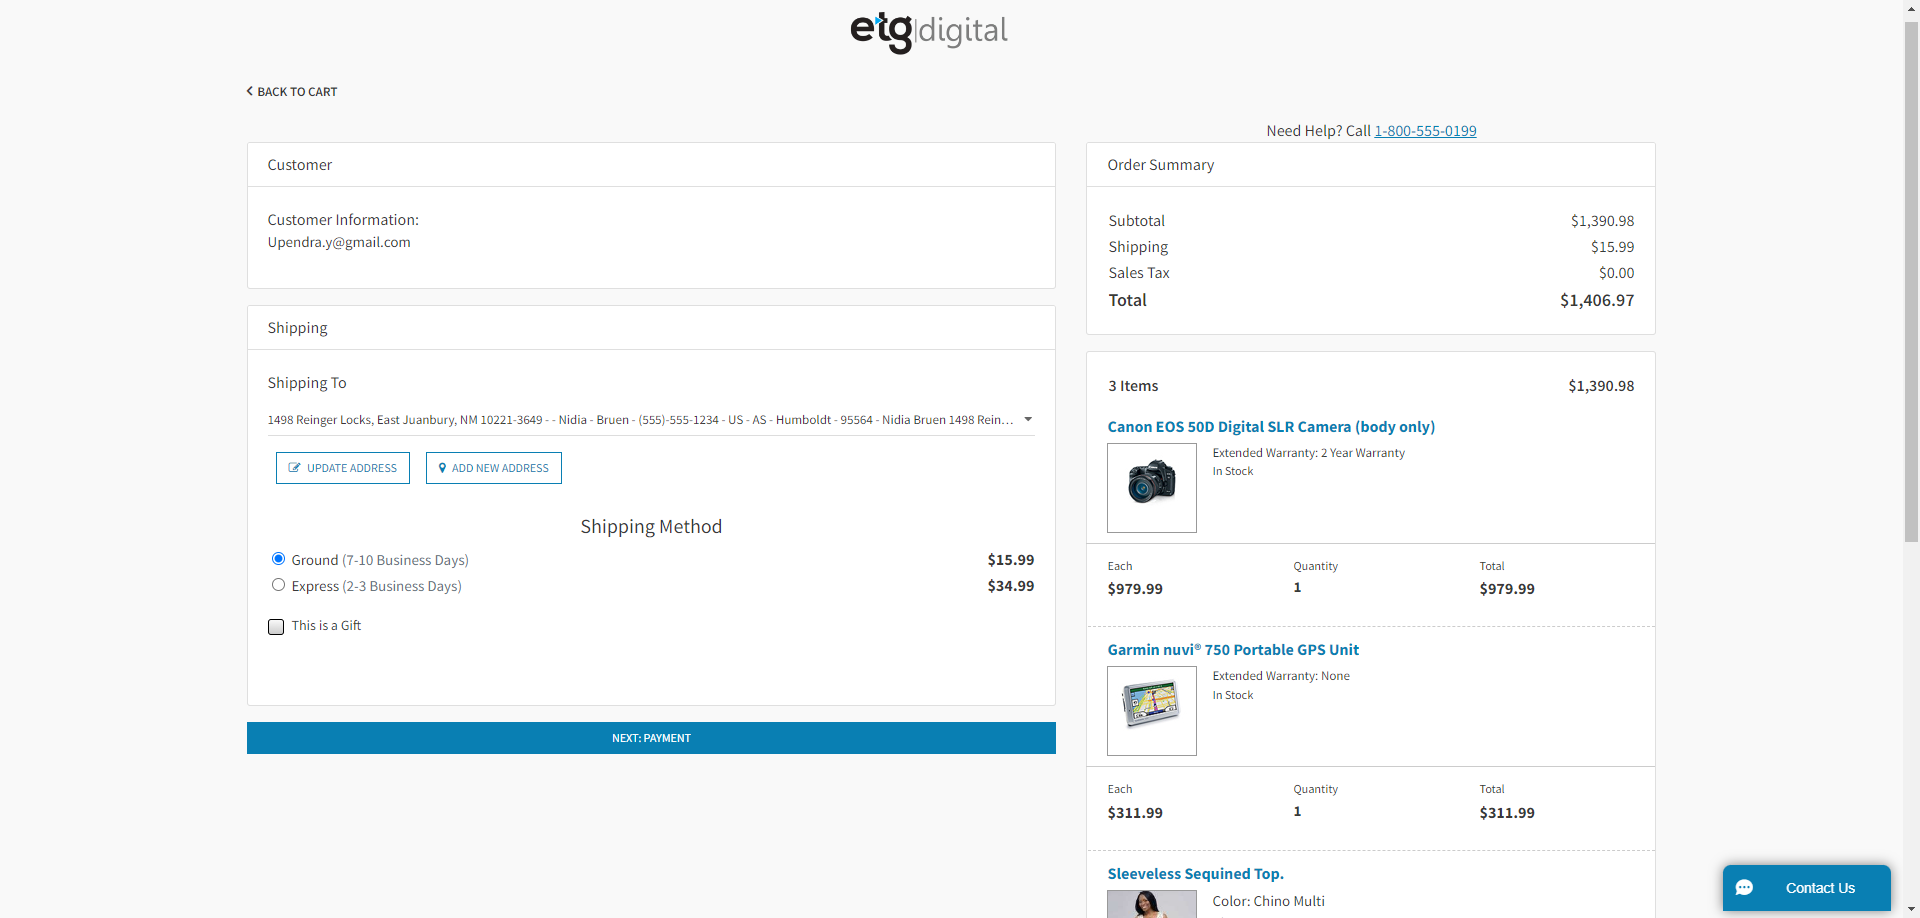 etg|digital
BACK TO CART
Need Help? Call 1-800-555-0199
Customer
Customer Information:
Upendra.y@gmail.com
Shipping
Shipping To
1498 Reinger Locks, East Juanbury, NM 10221-3649 - - Nidia - Bruen - (555)-555-1234 - US - AS - Humboldt - 95564 - Nidia Bruen 1498 Rein...
UPDATE ADDRESS
ADD NEW ADDRESS
Shipping Method
Ground (7-10 Business Days) $15.99
Express (2-3 Business Days) $34.99
This is a Gift
NEXT: PAYMENT
Order Summary
Subtotal $1,390.98
Shipping $15.99
Sales Tax $0.00
Total $1,406.97
3 Items $1,390.98
Canon EOS 50D Digital SLR Camera (body only)
Extended Warranty: 2 Year Warranty
In Stock
Each Quantity Total
$979.99 1 $979.99
Garmin nuvi® 750 Portable GPS Unit
Extended Warranty: None
In Stock
Each Quantity Total
$311.99 1 $311.99
Sleeveless Sequined Top.
Color: Chino Multi
Contact Us